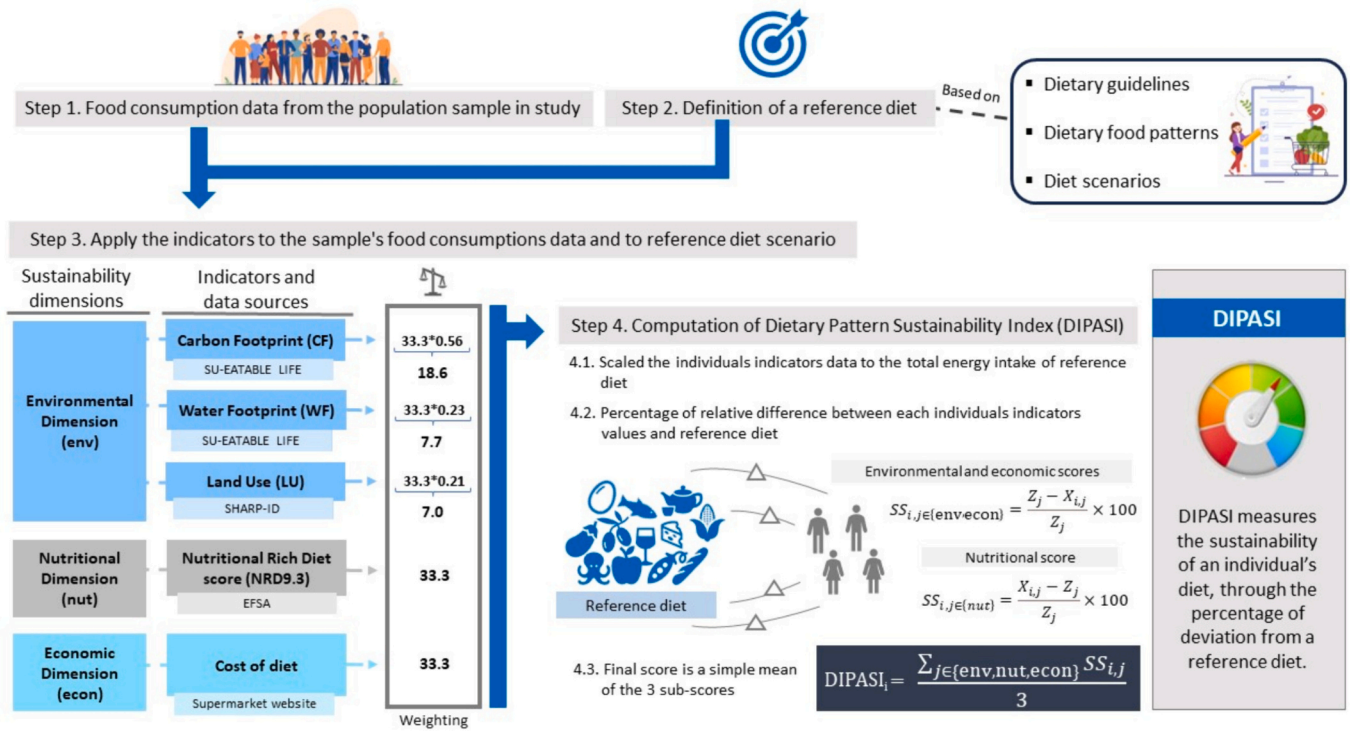 Step 1. Food consumption data from the population sample in study
Step 2. Definition of a reference diet
Based on
▪ Dietary guidelines
▪ Dietary food patterns
▪ Diet scenarios
Step 3. Apply the indicators to the sample's food consumptions data and to reference diet scenario
Sustainability
dimensions
Indicators and
data sources
Environmental
Dimension
(env)
Carbon Footprint (CF)
SU-EATABLE LIFE
33.3*0.56
18.6
Water Footprint (WF)
SU-EATABLE LIFE
33.3*0.23
7.7
Land Use (LU)
SHARP-ID
33.3*0.21
7.0
Nutritional
Dimension
(nut)
Nutritional Rich Diet
score (NRD9.3)
EFSA
33.3
Economic
Dimension
(econ)
Cost of diet
Supermarket website
33.3
Weighting
Step 4. Computation of Dietary Pattern Sustainability Index (DIPASI)
4.1. Scaled the individuals indicators data to the total energy intake of reference
diet
4.2. Percentage of relative difference between each individuals indicators
values and reference diet
Reference diet
Environmental and economic scores
SS_{i,j∈{env,econ}} = (Z_j − X_{i,j}) / Z_j × 100
Nutritional score
SS_{i,j∈{nut}} = (X_{i,j} − Z_j) / Z_j × 100
4.3. Final score is a simple mean
of the 3 sub-scores
DIPASI_i = ∑_{j∈{env,nut,econ}} SS_{i,j} / 3
DIPASI
DIPASI measures
the sustainability
of an individual's
diet, through the
percentage of
deviation from a
reference diet.